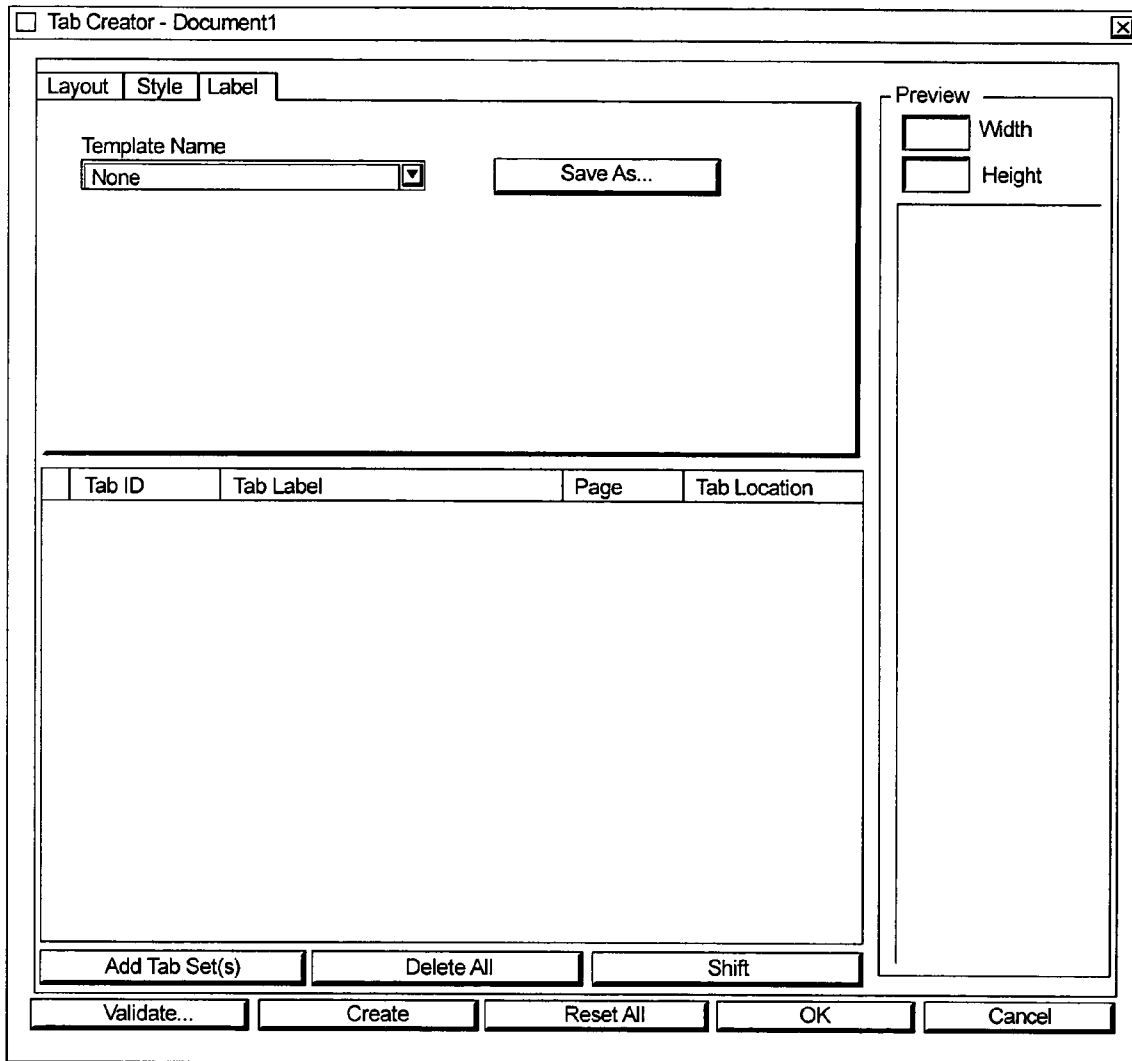 Tab Creator - Document1
Layout Style Label
Template Name
None
Save As...
Preview
Width
Height
Tab ID Tab Label Page Tab Location
Add Tab Set(s) Delete All Shift
Validate... Create Reset All OK Cancel